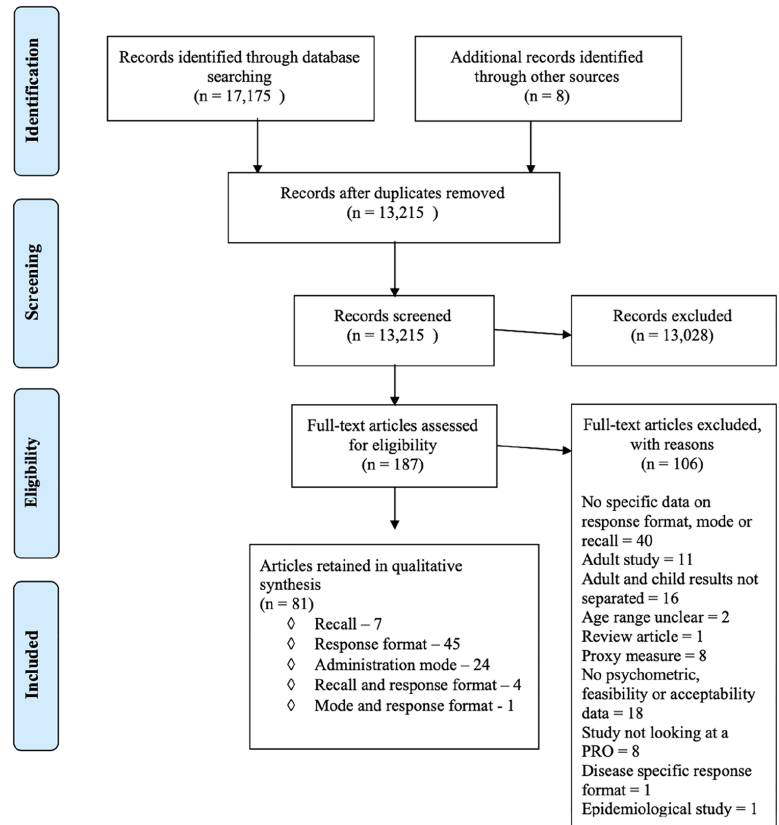 Identification
Records identified through database
searching
(n = 17,175  )
Additional records identified
through other sources
(n = 8)
Records after duplicates removed
(n = 13,215  )
Screening
Records screened
(n = 13,215  )
Records excluded
(n = 13,028)
Eligibility
Full-text articles assessed
for eligibility
(n = 187)
Full-text articles excluded,
with reasons
(n = 106)
No specific data on
response format, mode or
recall = 40
Adult study = 11
Adult and child results not
separated = 16
Age range unclear = 2
Review article = 1
Proxy measure = 8
No psychometric,
feasibility or acceptability
data = 18
Study not looking at a
PRO = 8
Disease specific response
format = 1
Epidemiological study = 1
Included
Articles retained in qualitative
synthesis
(n = 81)
◊ Recall – 7
◊ Response format – 45
◊ Administration mode – 24
◊ Recall and response format – 4
◊ Mode and response format - 1